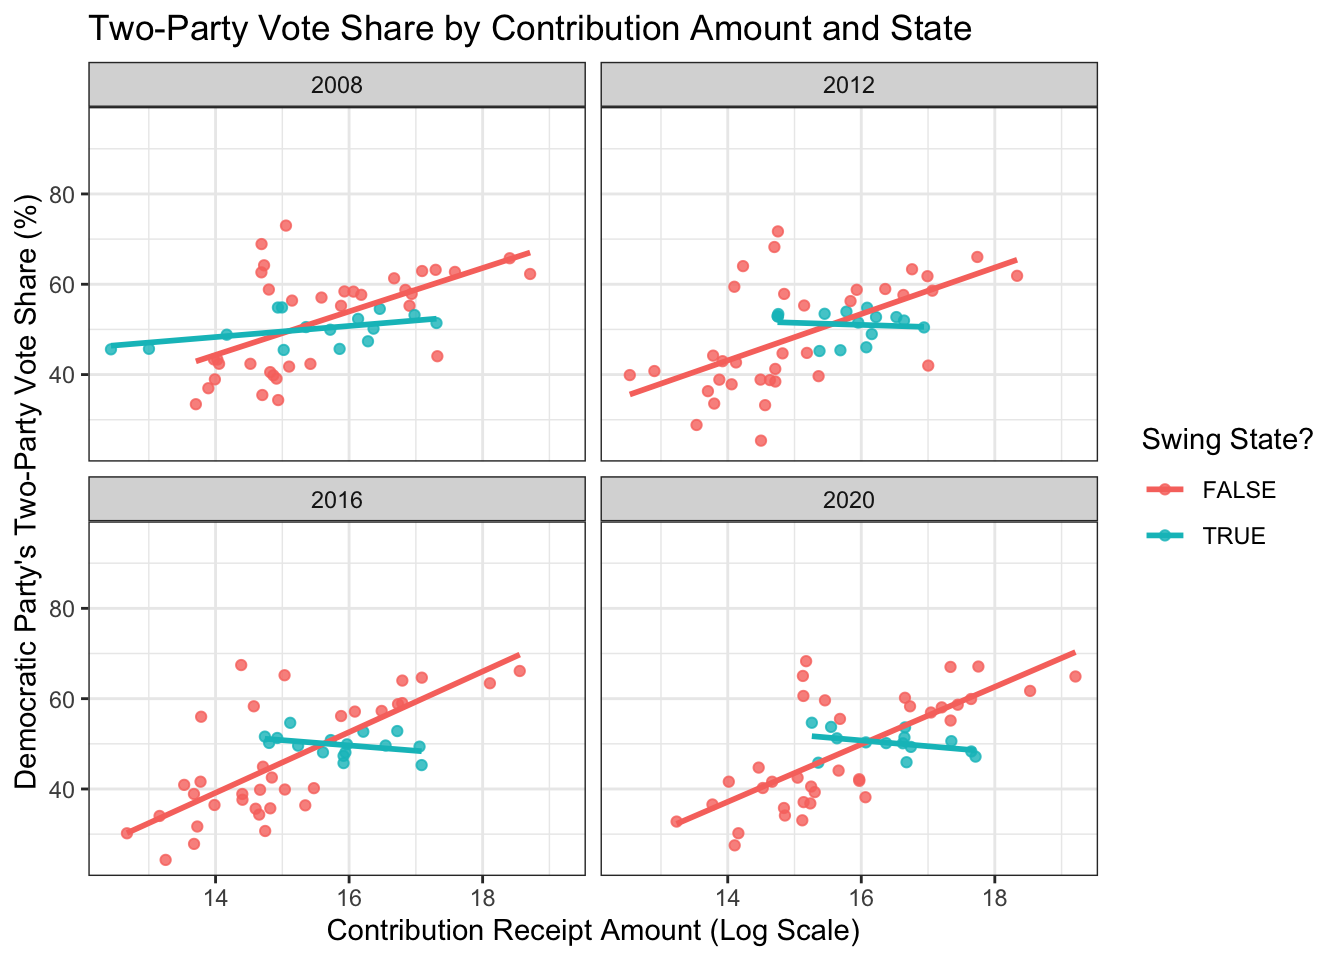 Two-Party Vote Share by Contribution Amount and State
2008
2012
80
60
40
2016
2020
80
60
40
14
16
18
14
16
18
Contribution Receipt Amount (Log Scale)
Democratic Party's Two-Party Vote Share (%)
Swing State?
FALSE
TRUE